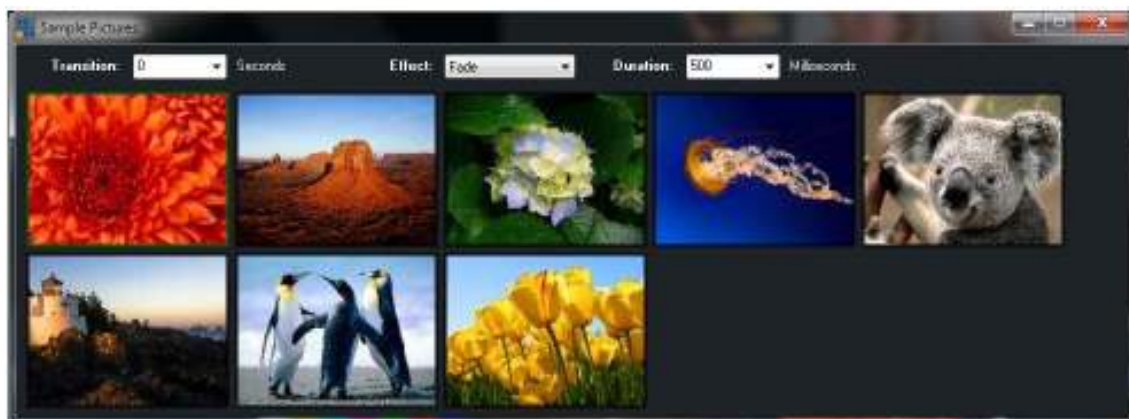 Sample Pictures
Transition: 0 Seconds Effect: Fade Duration: 500 Milliseconds